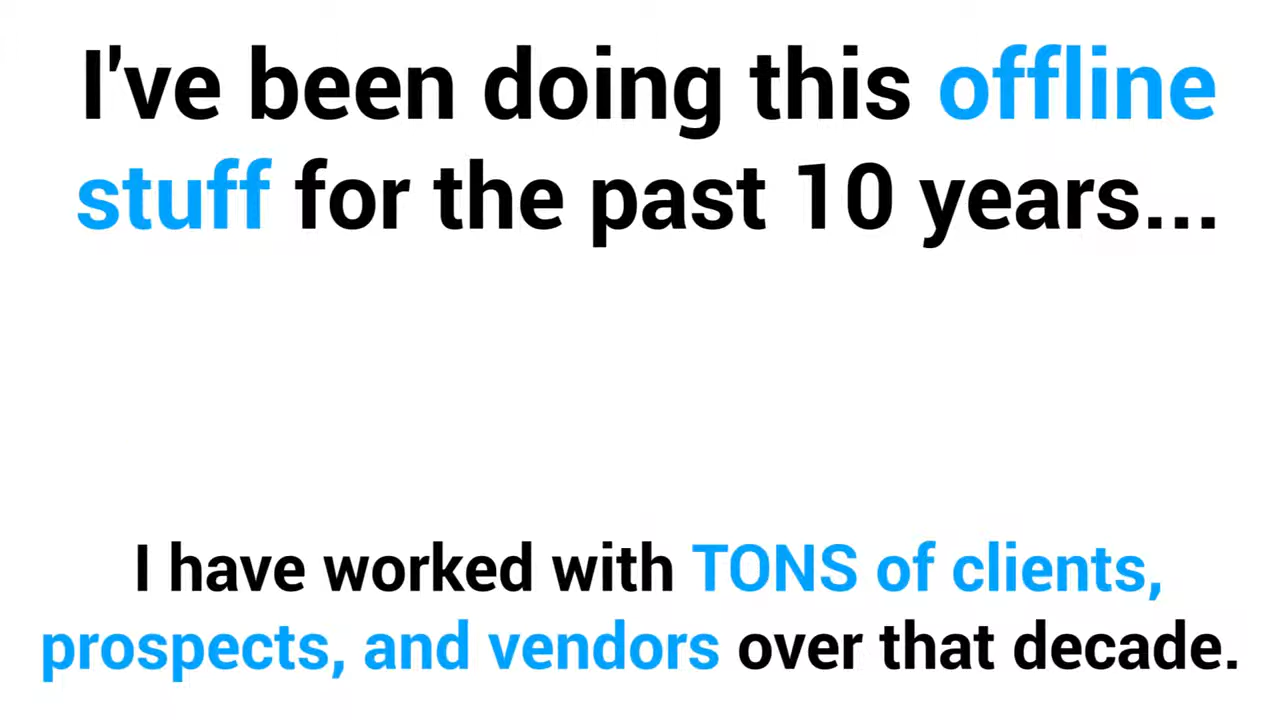 I've been doing this offline
stuff for the past 10 years...
I have worked with TONS of clients,
prospects, and vendors over that decade.